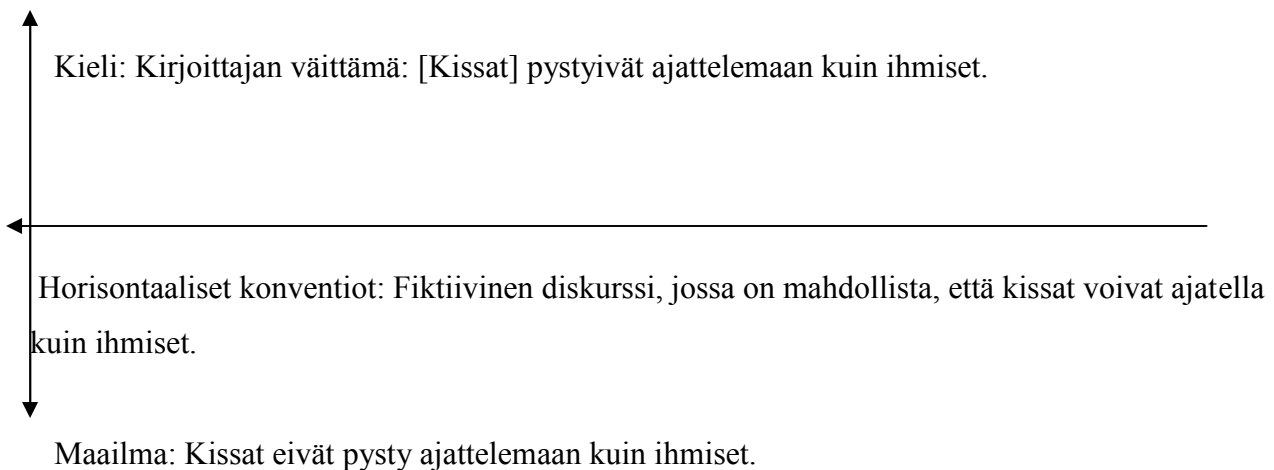 Kieli: Kirjoittajan väittämä: [Kissat] pystyivät ajattelemaan kuin ihmiset.
Horisontaaliset konventiot: Fiktiivinen diskurssi, jossa on mahdollista, että kissat voivat ajatella
kuin ihmiset.
Maailma: Kissat eivät pysty ajattelemaan kuin ihmiset.